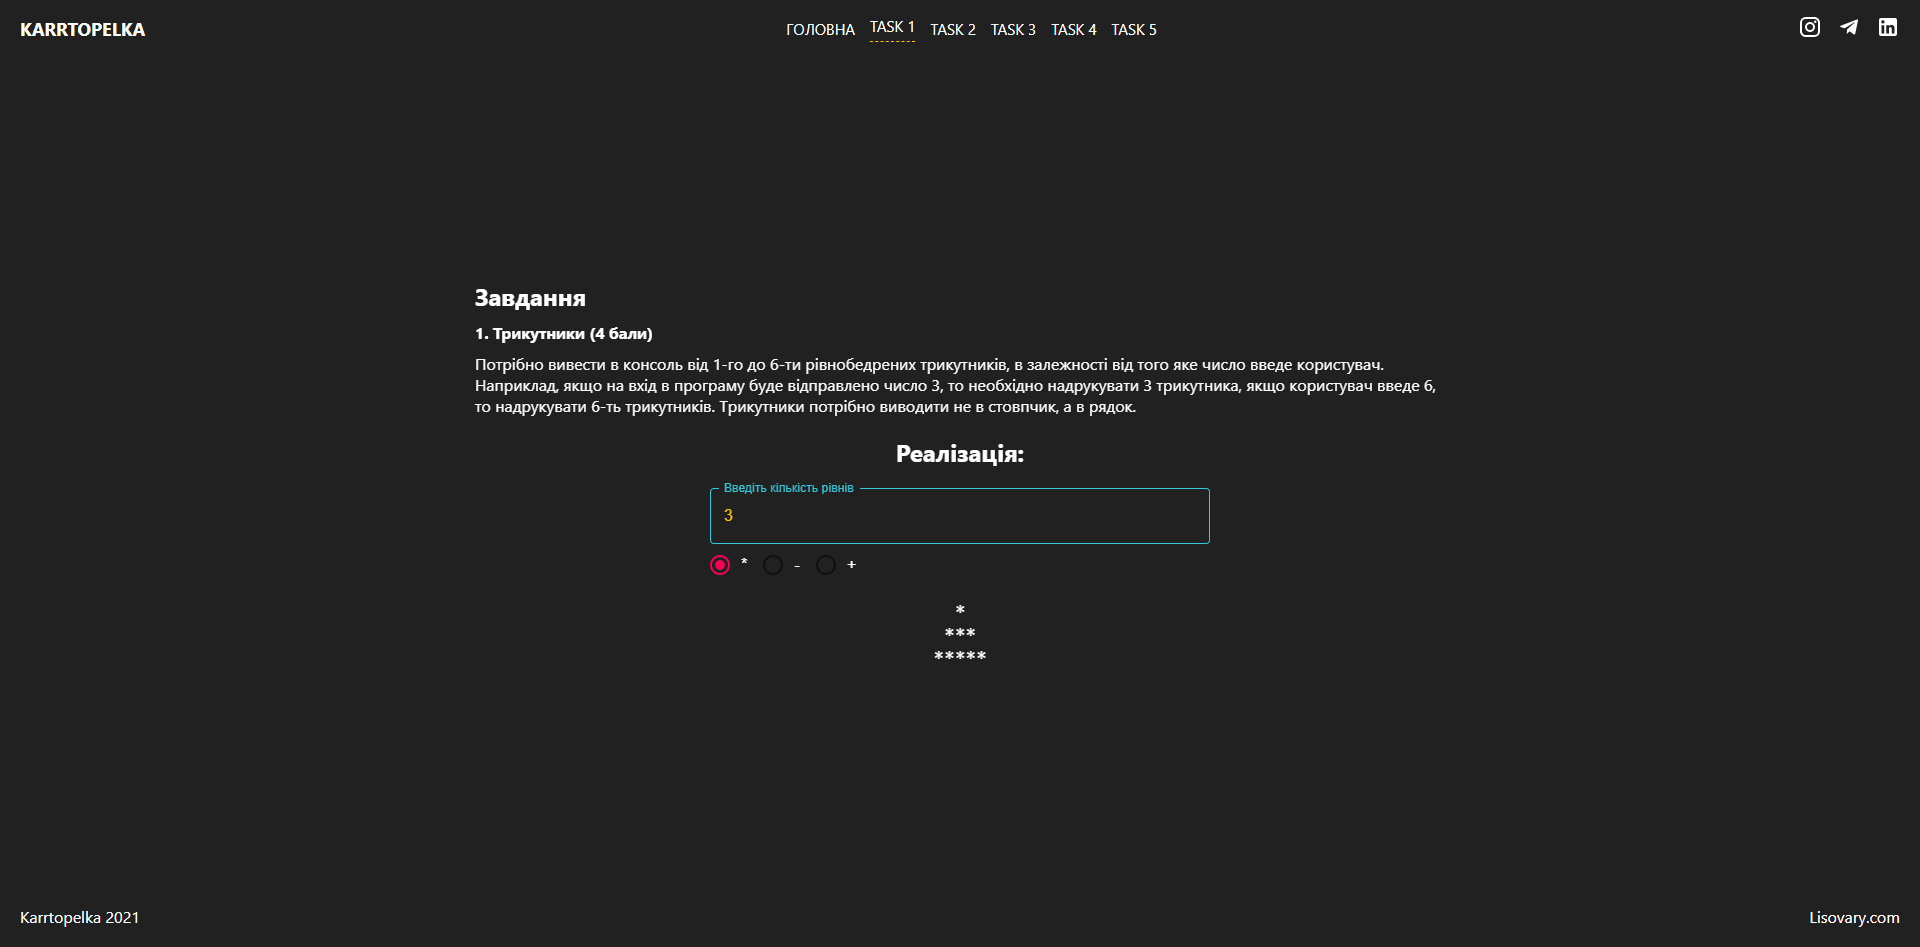 KARRTOPELKA
ГОЛОВНА TASK 1 TASK 2 TASK 3 TASK 4 TASK 5
Завдання
1. Трикутники (4 бали)
Потрібно вивести в консоль від 1-го до 6-ти рівнобедрених трикутників, в залежності від того яке число введе користувач.
Наприклад, якщо на вхід в програму буде відправлено число 3, то необхідно надрукувати 3 трикутника, якщо користувач введе 6,
то надрукувати 6-ть трикутників. Трикутники потрібно виводити не в стовпчик, а в рядок.
Реалізація:
Введіть кількість рівнів
3
* - +
*
***
*****
Karrtopelka 2021
Lisovary.com